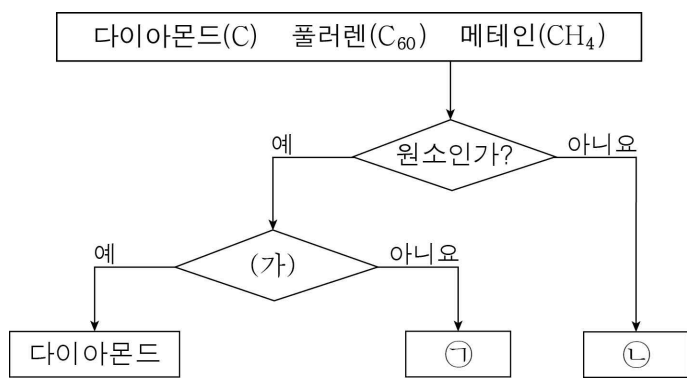 다이아몬드(C) 풀러렌(C₆₀) 메테인(CH₄)
예 원소인가? 아니요
예 (가) 아니요
다이아몬드 ㉠ ㉡